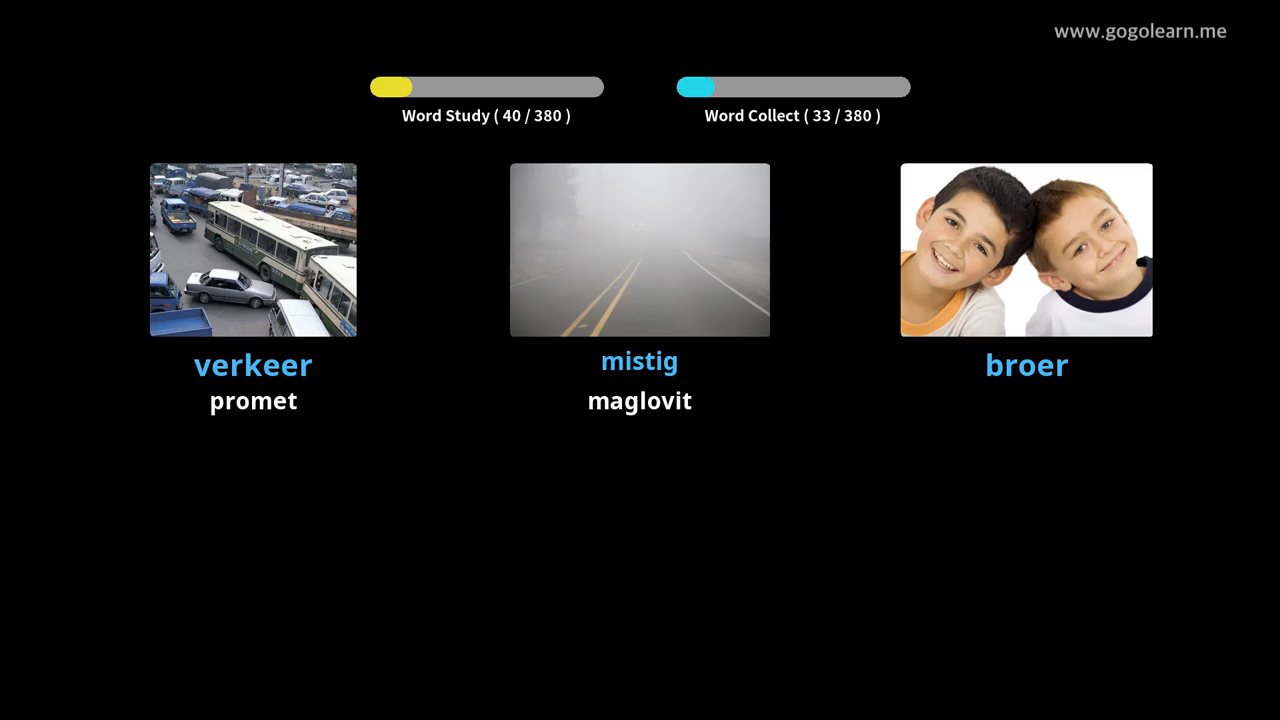 www.gogolearn.me
Word Study ( 40 / 380 )
Word Collect ( 33 / 380 )
verkeer
promet
mistig
maglovit
broer